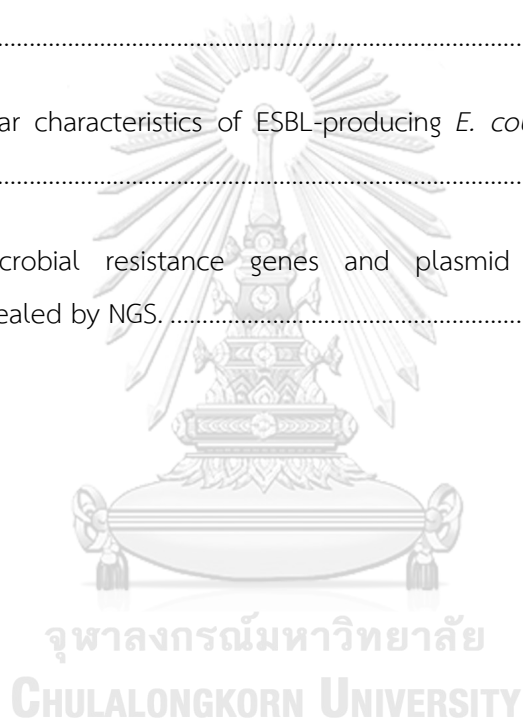 ................................................................
ar characteristics of ESBL-producing E. cou
................................................................
crobial resistance genes and plasmid
ealed by NGS. ................................................
จุฬาลงกรณ์มหาวิทยาลัย
CHULALONGKORN UNIVERSITY